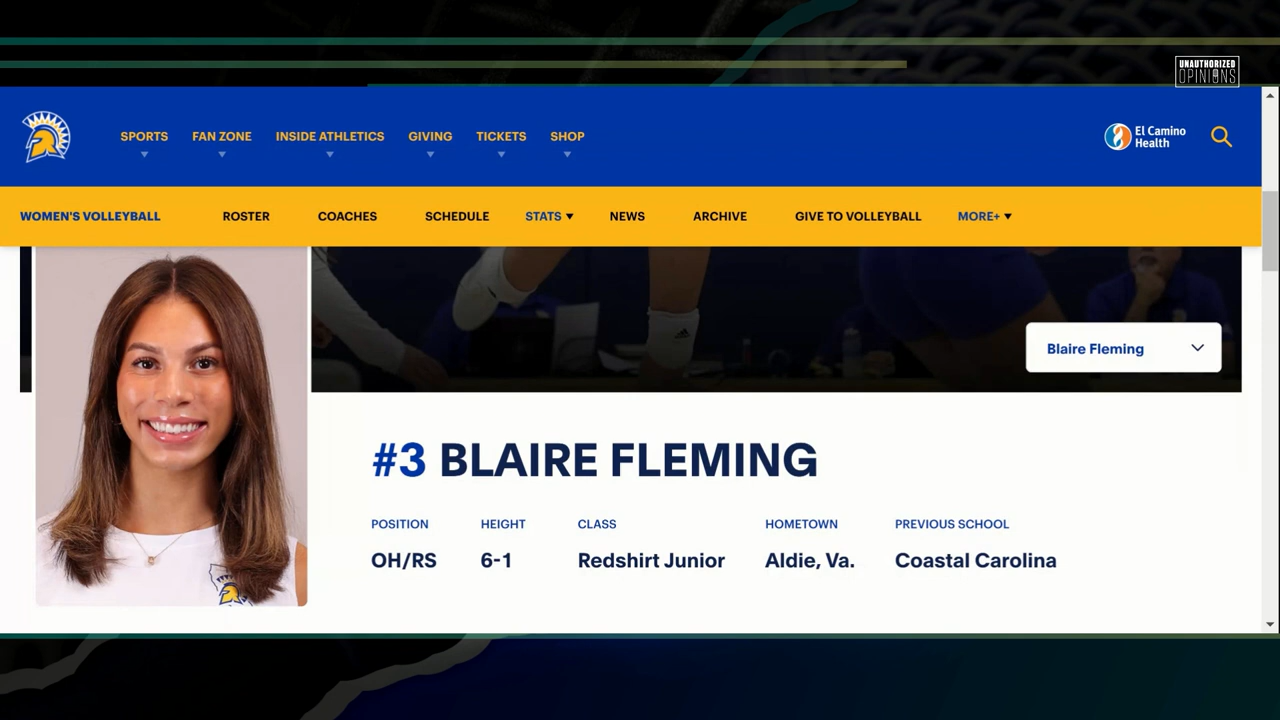 UNAUTHORIZED
OPINIONS
SPORTS FAN ZONE INSIDE ATHLETICS GIVING TICKETS SHOP
El Camino
Health
WOMEN'S VOLLEYBALL ROSTER COACHES SCHEDULE STATS NEWS ARCHIVE GIVE TO VOLLEYBALL MORE+
Blaire Fleming
#3 BLAIRE FLEMING
POSITION HEIGHT CLASS HOMETOWN PREVIOUS SCHOOL
OH/RS 6-1 Redshirt Junior Aldie, Va. Coastal Carolina